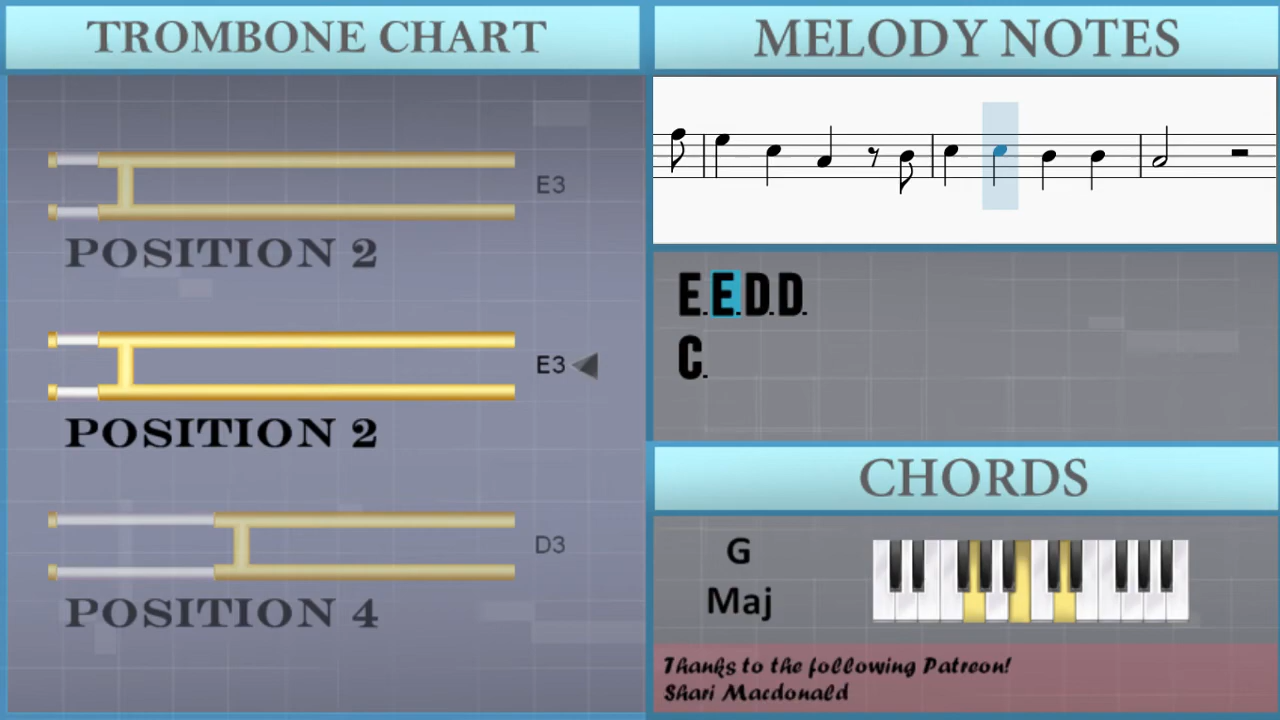 TROMBONE CHART
E3
POSITION 2
E3
POSITION 2
D3
POSITION 4
MELODY NOTES
E. E. D. D.
C.
CHORDS
G
Maj
Thanks to the following Patreon!
Shari Macdonald